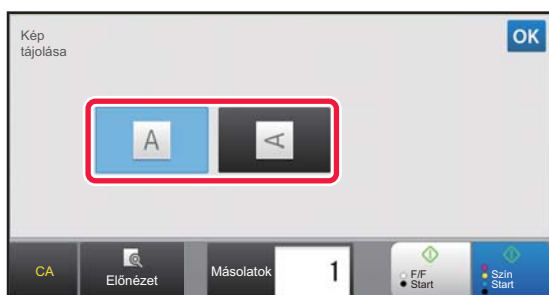 Kép
tájolása
OK
A
A
CA
Előnézet
Másolatok
1
F/F
Start
Szín
Start